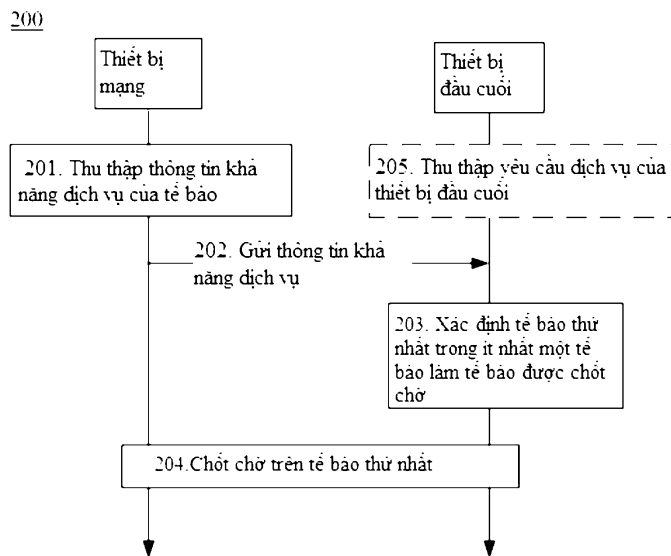 200
Thiết bị
mạng
Thiết bị
đầu cuối
201. Thu thập thông tin khả
năng dịch vụ của tế bào
205. Thu thập yêu cầu dịch vụ của
thiết bị đầu cuối
202. Gửi thông tin khả
năng dịch vụ
203. Xác định tế bào thứ
nhất trong ít nhất một tế
bào làm tế bào được chốt
chờ
204.Chốt chờ trên tế bào thứ nhất